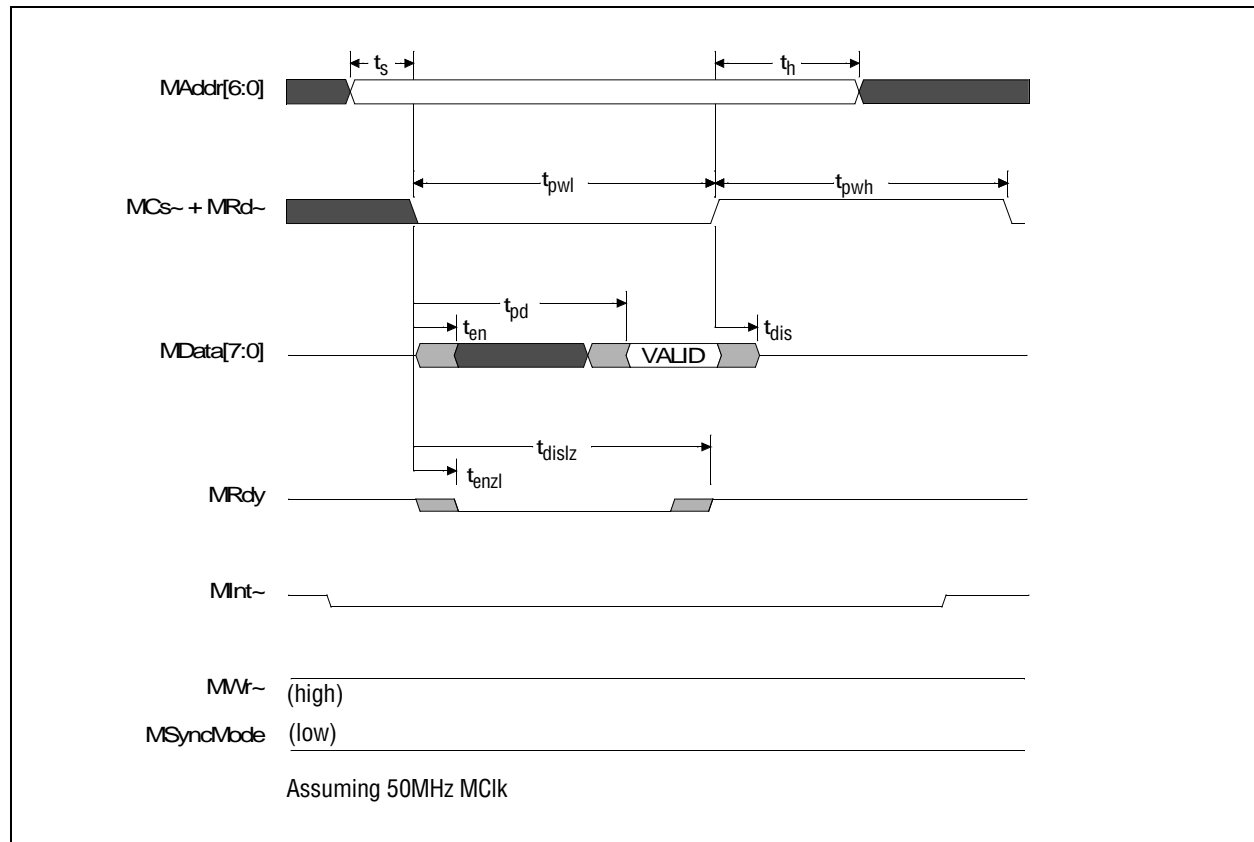 ts
th
MAddr[6:0]
tpwl
tpwh
MCs~ + MRd~
tpd
ten
tdis
MData[7:0]
VALID
tdislz
tenzl
MRdy
MInt~
MWr~
(high)
MSyncMode
(low)
Assuming 50MHz MClk